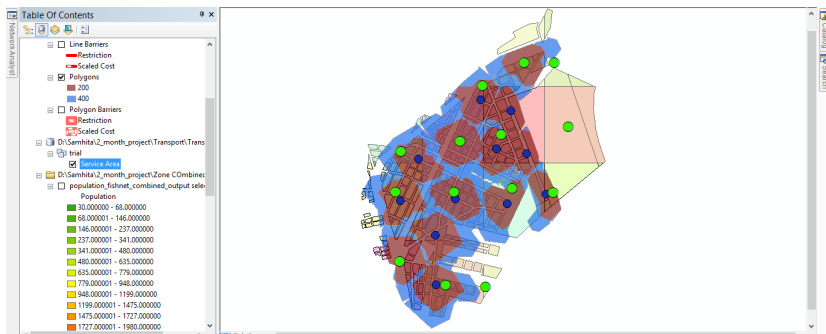 Table Of Contents
Line Barriers
Restriction
Scaled Cost
Polygons
200
400
Polygon Barriers
Restriction
Scaled Cost
D:\Samhita\2_month_project\Transport\Trans
trial
Service Area
D:\Samhita\2_month_project\Zone COmbined
population_fishnet_combined_output sele
Population
30.000000 - 68.000000
68.000001 - 146.000000
146.000001 - 237.000000
237.000001 - 341.000000
341.000001 - 480.000000
480.000001 - 635.000000
635.000001 - 779.000000
779.000001 - 948.000000
948.000001 - 1199.000000
1199.000001 - 1475.000000
1475.000001 - 1727.000000
1727.000001 - 1980.000000
Network Analyst
Catalog
Search